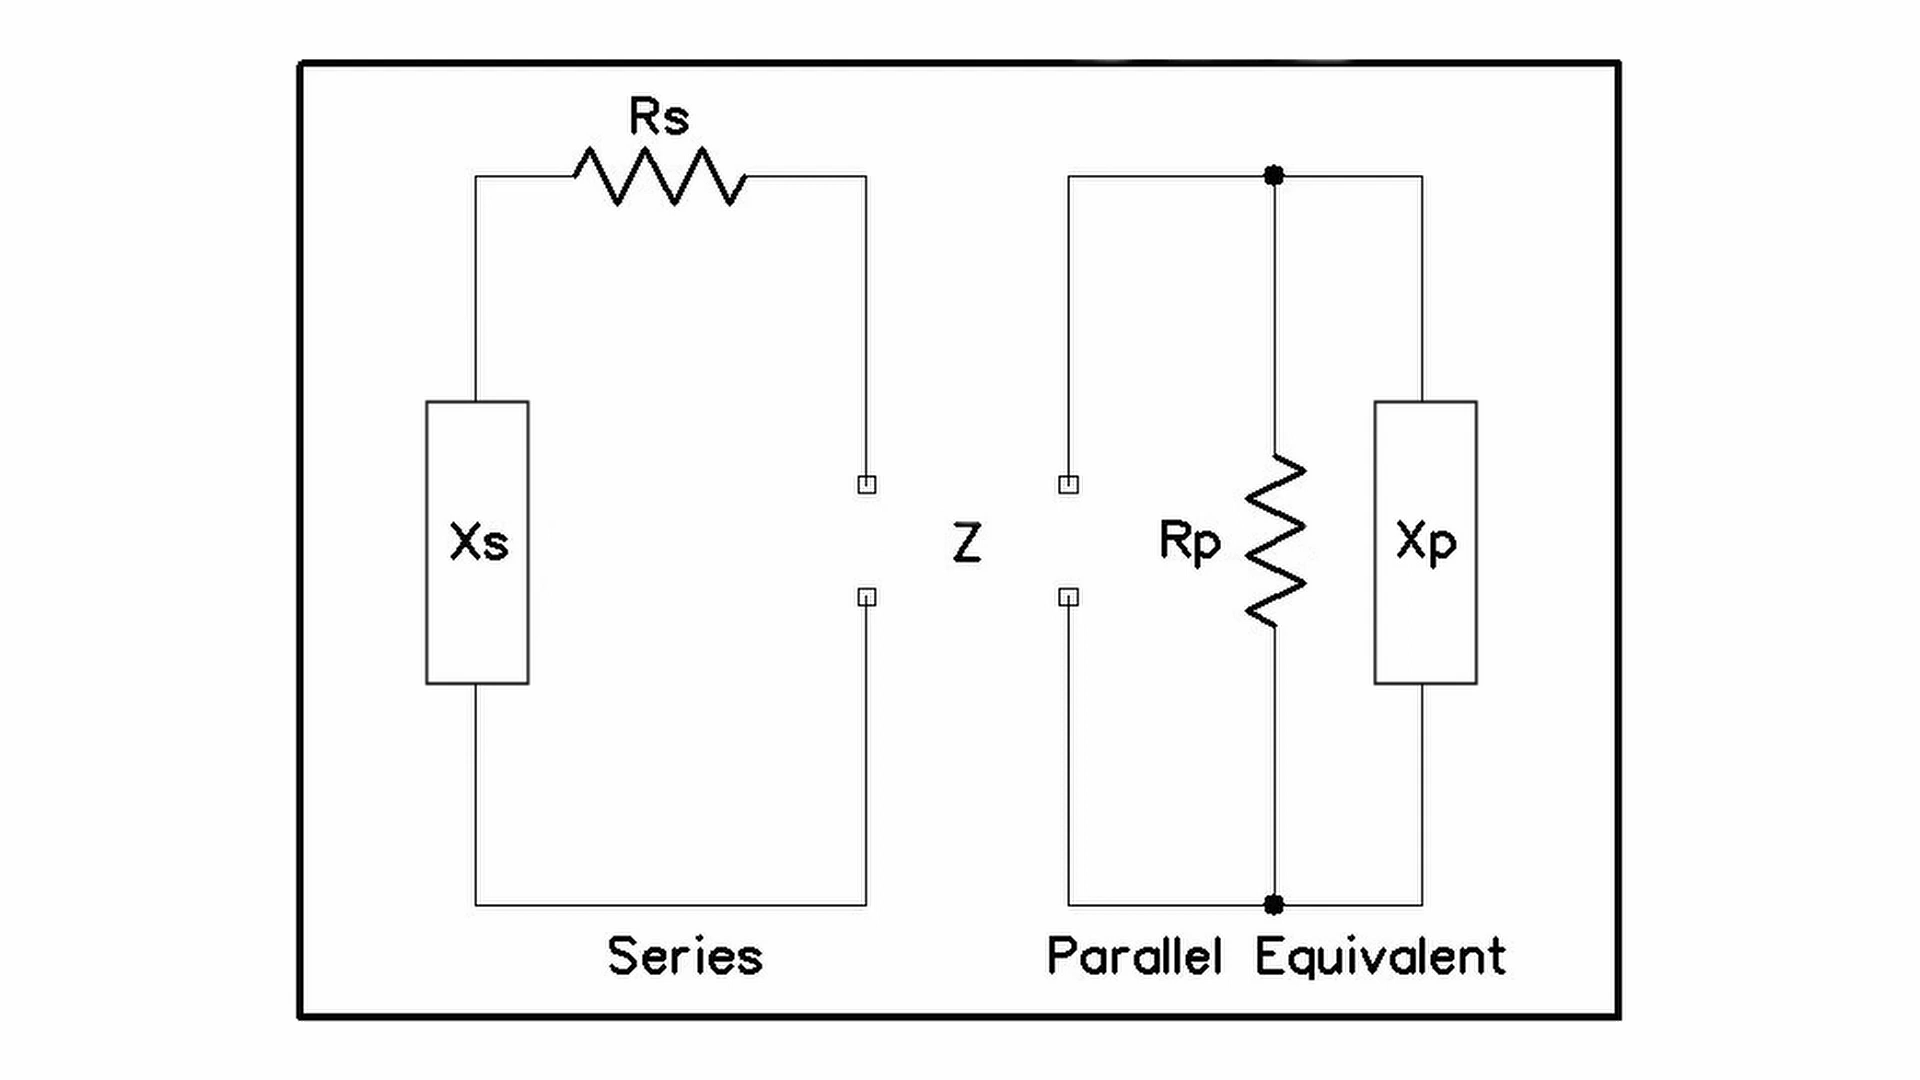 Rs
Xs
Z
Rp
Xp
Series
Parallel Equivalent